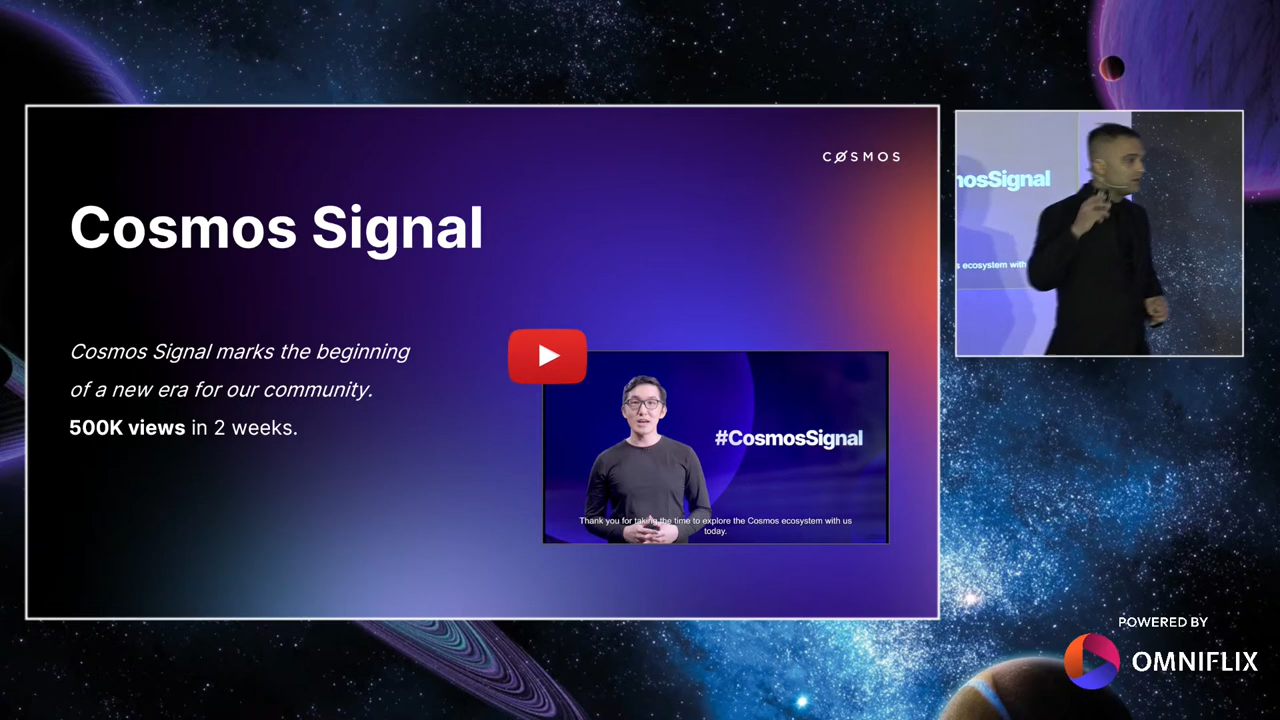 CØSMOS
Cosmos Signal
Cosmos Signal marks the beginning
of a new era for our community.
500K views in 2 weeks.
#CosmosSignal
Thank you for taking the time to explore the Cosmos ecosystem with us
today.
mosSignal
s ecosystem with
POWERED BY
OMNIFLIX